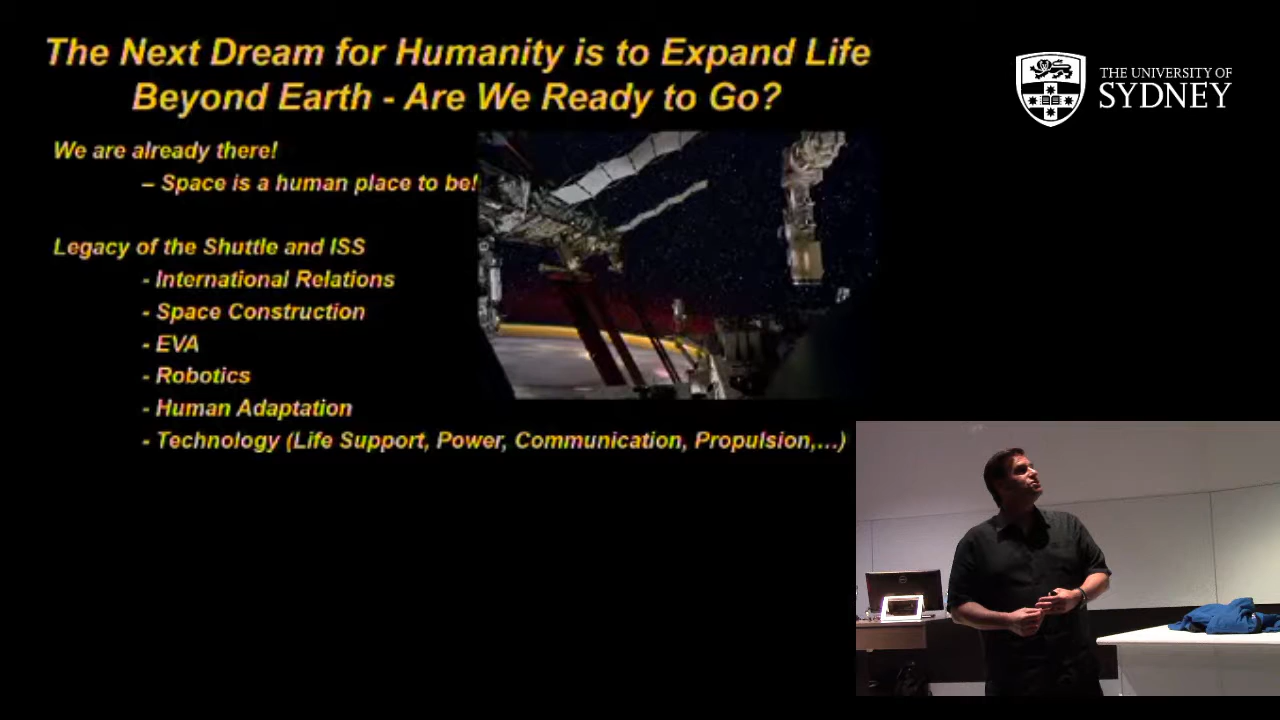 The Next Dream for Humanity is to Expand Life
Beyond Earth - Are We Ready to Go?
We are already there!
– Space is a human place to be!
Legacy of the Shuttle and ISS
- International Relations
- Space Construction
- EVA
- Robotics
- Human Adaptation
- Technology (Life Support, Power, Communication, Propulsion,…)
THE UNIVERSITY OF
SYDNEY